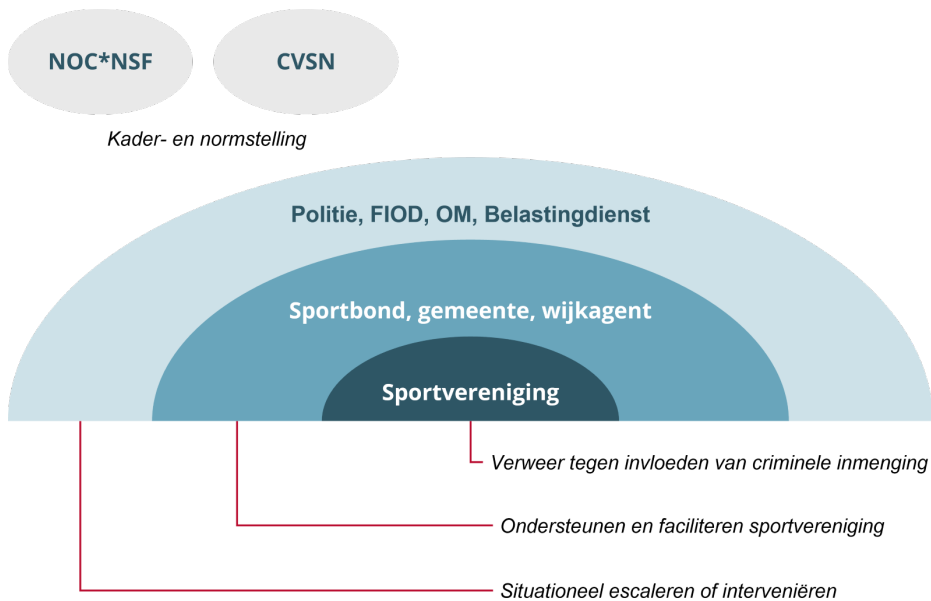 NOC*NSF
CVSN
Kader- en normstelling
Politie, FIOD, OM, Belastingdienst
Sportbond, gemeente, wijkagent
Sportvereniging
Verweer tegen invloeden van criminele inmenging
Ondersteunen en faciliteren sportvereniging
Situationeel escaleren of interveniëren